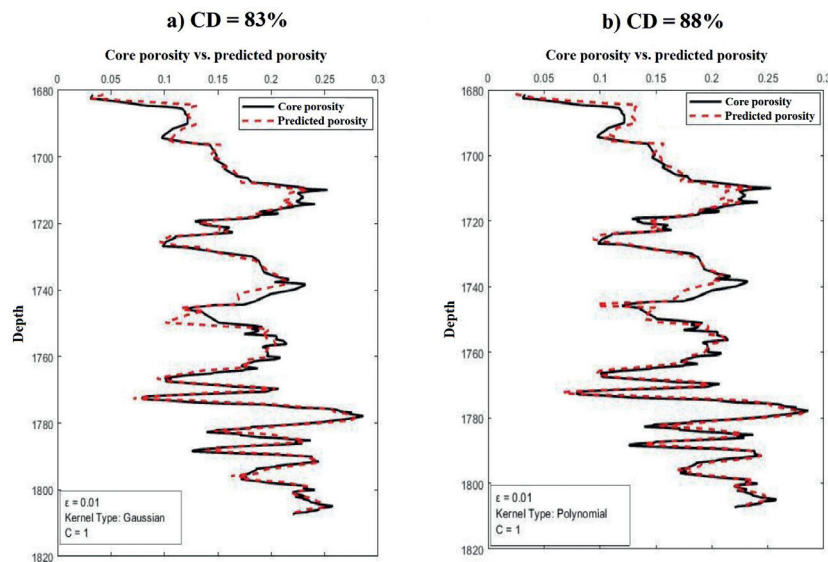 a) CD = 83%
Core porosity vs. predicted porosity
0 0.05 0.1 0.15 0.2 0.25 0.3
1680
1700
1720
1740
1760
1780
1800
1820
Depth
Core porosity
Predicted porosity
ε = 0.01
Kernel Type: Gaussian
C = 1
b) CD = 88%
Core porosity vs. predicted porosity
0 0.05 0.1 0.15 0.2 0.25 0.3
1680
1700
1720
1740
1760
1780
1800
1820
Depth
Core porosity
Predicted porosity
ε = 0.01
Kernel Type: Polynomial
C = 1